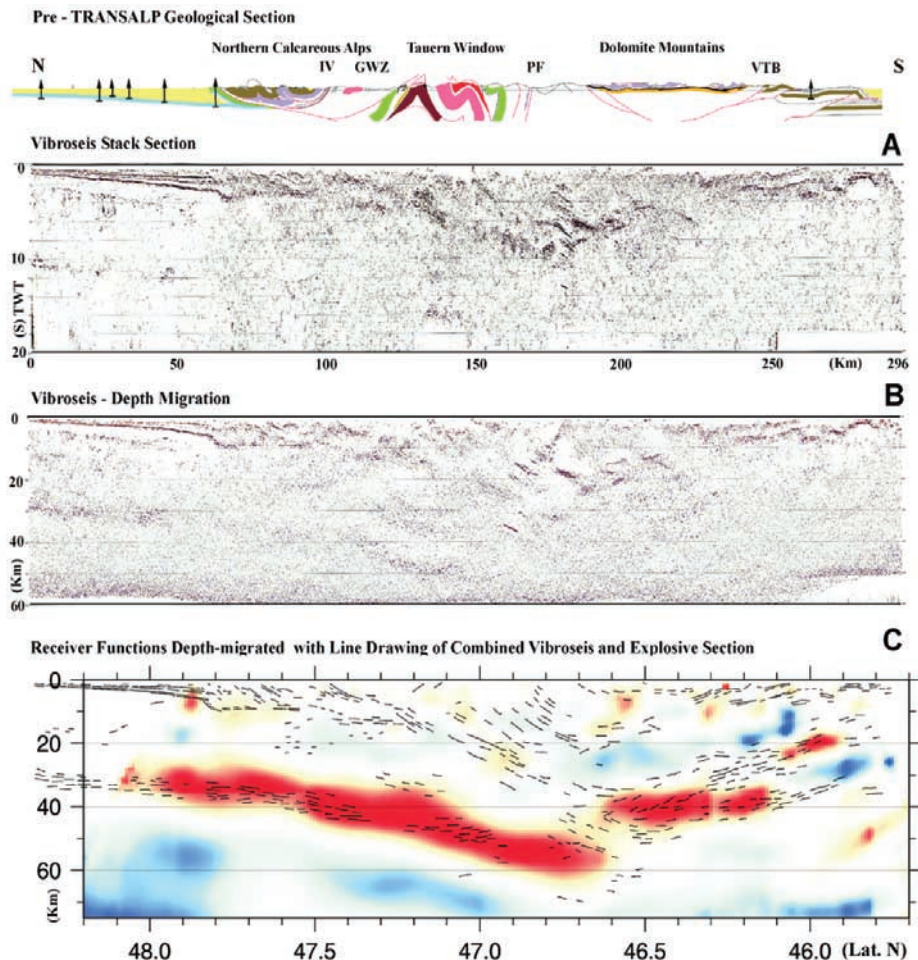 Pre - TRANSALP Geological Section
Northern Calcareous Alps Tauern Window Dolomite Mountains
N IV GWZ PF VTB S
Vibroseis Stack Section A
0
10
20
(S) TWT
0 50 100 150 200 250 (Km) 296
Vibroseis - Depth Migration B
0
20
40
60
(Km)
Receiver Functions Depth-migrated with Line Drawing of Combined Vibroseis and Explosive Section C
0
20
40
60
(Km)
48.0 47.5 47.0 46.5 46.0 (Lat. N)